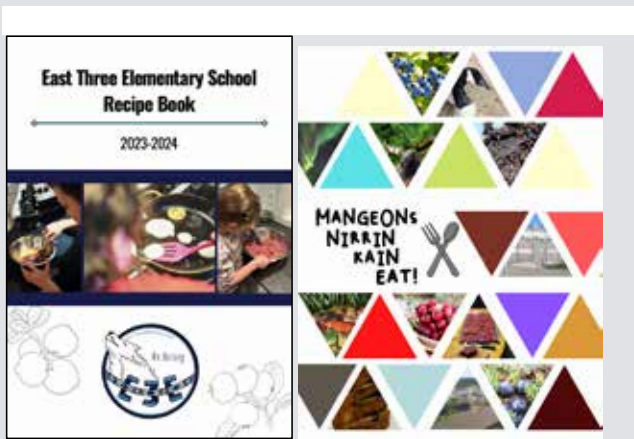 East Three Elementary School
Recipe Book
2023-2024
E3E
MANGEONS
NIRRIN
KAIN
EAT!